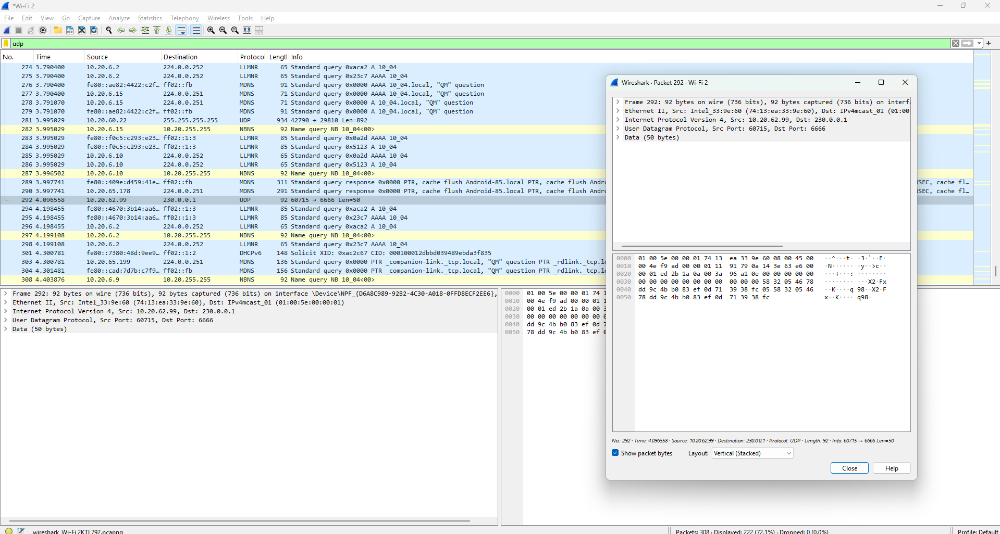 *Wi-Fi 2
File Edit View Go Capture Analyze Statistics Telephony Wireless Tools Help
udp
No. Time Source Destination Protocol Lengtl Info
274 3.790400 10.20.6.2 224.0.0.252 LLMNR 65 Standard query 0xaca2 A 10_04
275 3.790400 10.20.6.2 224.0.0.252 LLMNR 65 Standard query 0x23c7 AAAA 10_04
276 3.790400 fe80::ae82:4422:c2f… ff02::fb MDNS 91 Standard query 0x0000 AAAA 10_04.local, "QM" question
277 3.790400 10.20.6.15 224.0.0.251 MDNS 71 Standard query 0x0000 AAAA 10_04.local, "QM" question
278 3.791070 10.20.6.15 224.0.0.251 MDNS 71 Standard query 0x0000 A 10_04.local, "QM" question
279 3.791070 fe80::ae82:4422:c2f… ff02::fb MDNS 91 Standard query 0x0000 A 10_04.local, "QM" question
281 3.995029 10.20.60.22 255.255.255.255 UDP 934 42790 → 29810 Len=892
282 3.995029 10.20.6.15 10.20.255.255 NBNS 92 Name query NB 10_04<00>
283 3.995029 fe80::f0c5:c293:e23… ff02::1:3 LLMNR 85 Standard query 0x0a2d AAAA 10_04
284 3.995029 fe80::f0c5:c293:e23… ff02::1:3 LLMNR 85 Standard query 0x5123 A 10_04
285 3.995029 10.20.6.10 224.0.0.252 LLMNR 65 Standard query 0x0a2d AAAA 10_04
286 3.995029 10.20.6.10 224.0.0.252 LLMNR 65 Standard query 0x5123 A 10_04
287 3.996502 10.20.6.10 10.20.255.255 NBNS 92 Name query NB 10_04<00>
289 3.997741 fe80::409e:d459:41e… ff02::fb MDNS 311 Standard query response 0x0000 PTR, cache flush Android-85.local PTR, cache flush Andr SEC, cache fl…
290 3.997741 10.20.65.178 224.0.0.251 MDNS 291 Standard query response 0x0000 PTR, cache flush Android-85.local PTR, cache flush Andr SEC, cache fl…
292 4.096558 10.20.62.99 230.0.0.1 UDP 92 60715 → 6666 Len=50
294 4.198455 fe80::4670:3b14:aa6… ff02::1:3 LLMNR 85 Standard query 0xaca2 A 10_04
295 4.198455 fe80::4670:3b14:aa6… ff02::1:3 LLMNR 85 Standard query 0x23c7 AAAA 10_04
296 4.198455 10.20.6.2 224.0.0.252 LLMNR 65 Standard query 0xaca2 A 10_04
297 4.199108 10.20.6.2 10.20.255.255 NBNS 92 Name query NB 10_04<00>
298 4.199108 10.20.6.2 224.0.0.252 LLMNR 65 Standard query 0x23c7 AAAA 10_04
301 4.300781 fe80::7380:48d:9ee9… ff02::1:2 DHCPv6 148 Solicit XID: 0xac2c67 CID: 000100012dbbd039489ebda3f835
303 4.300781 10.20.65.199 224.0.0.251 MDNS 136 Standard query 0x0000 PTR _companion-link._tcp.local, "QM" question PTR _rdlink._tcp.lo
304 4.301481 fe80::cad:7d7b:c7f9… ff02::fb MDNS 156 Standard query 0x0000 PTR _companion-link._tcp.local, "QM" question PTR _rdlink._tcp.lo
308 4.403876 10.20.6.9 10.20.255.255 NBNS 92 Name query NB 10_04<00>
Frame 292: 92 bytes on wire (736 bits), 92 bytes captured (736 bits) on interface \Device\NPF_{D6A8C989-92B2-4C30-A018-0FFD8ECF2EE6},
Ethernet II, Src: Intel_33:9e:60 (74:13:ea:33:9e:60), Dst: IPv4mcast_01 (01:00:5e:00:00:01)
Internet Protocol Version 4, Src: 10.20.62.99, Dst: 230.0.0.1
User Datagram Protocol, Src Port: 60715, Dst Port: 6666
Data (50 bytes)
0000 01 00 5e 00 00 01 74 1
0010 00 4e f9 ad 00 00 01 1
0020 00 01 ed 2b 1a 0a 00 3
0030 00 00 00 00 00 00 00 0
0040 dd 9c 4b b0 83 ef 0d 7
0050 78 dd 9c 4b b0 83 ef 0
Wireshark · Packet 292 · Wi-Fi 2
Frame 292: 92 bytes on wire (736 bits), 92 bytes captured (736 bits) on interf
Ethernet II, Src: Intel_33:9e:60 (74:13:ea:33:9e:60), Dst: IPv4mcast_01 (01:00
Internet Protocol Version 4, Src: 10.20.62.99, Dst: 230.0.0.1
User Datagram Protocol, Src Port: 60715, Dst Port: 6666
Data (50 bytes)
0000 01 00 5e 00 00 01 74 13 ea 33 9e 60 08 00 45 00 ··^···t· ·3·`··E·
0010 00 4e f9 ad 00 00 01 11 91 79 0a 14 3e 63 e6 00 ·N······ ·y··>c··
0020 00 01 ed 2b 1a 0a 00 3a 96 a1 0e 00 00 00 00 00 ···+···: ········
0030 00 00 00 00 00 00 00 00 00 00 00 58 32 05 46 78 ········ ···X2·Fx
0040 dd 9c 4b b0 83 ef 0d 71 39 38 fc 05 58 32 05 46 ··K····q 98··X2·F
0050 78 dd 9c 4b b0 83 ef 0d 71 39 38 fc x··K···· q98·
No.: 292 · Time: 4.096558 · Source: 10.20.62.99 · Destination: 230.0.0.1 · Protocol: UDP · Length: 92 · Info: 60715 → 6666 Len=50
Show packet bytes Layout: Vertical (Stacked)
Close Help
wireshark_Wi-Fi 2KTL792.pcapng Packets: 308 · Displayed: 222 (72.1%) · Dropped: 0 (0.0%) Profile: Default